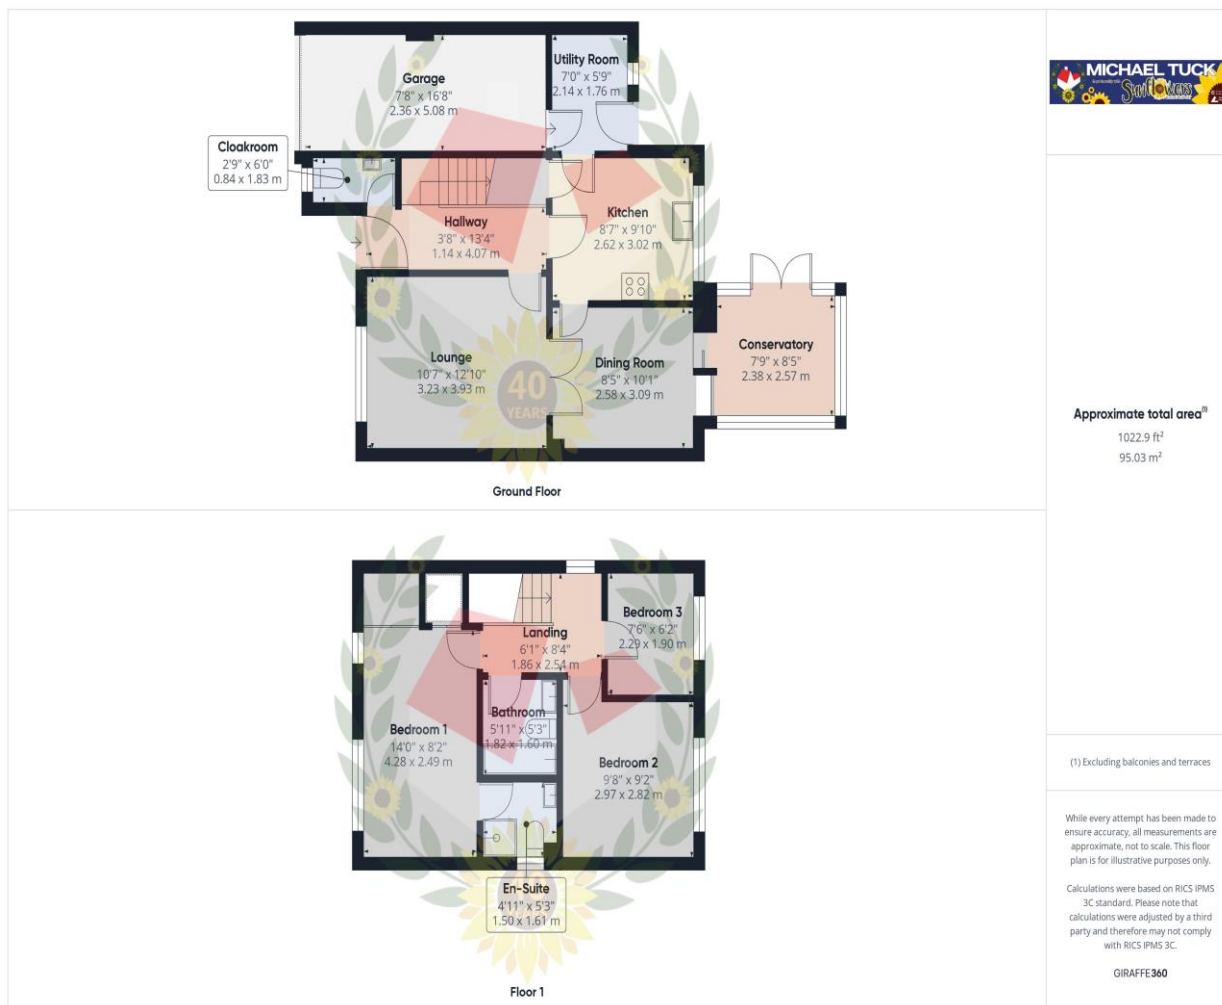 Garage
7'8" x 16'8"
2.36 x 5.08 m
Utility Room
7'0" x 5'9"
2.14 x 1.76 m
Cloakroom
2'9" x 6'0"
0.84 x 1.83 m
Hallway
3'8" x 13'4"
1.14 x 4.07 m
Kitchen
8'7" x 9'10"
2.62 x 3.02 m
Lounge
10'7" x 12'10"
3.23 x 3.93 m
40
YEARS
Dining Room
8'5" x 10'1"
2.58 x 3.09 m
Conservatory
7'9" x 8'5"
2.38 x 2.57 m
Ground Floor
Bedroom 3
7'6" x 6'2"
2.29 x 1.90 m
Landing
6'1" x 8'4"
1.86 x 2.54 m
Bathroom
5'11" x 5'3"
1.82 x 1.60 m
Bedroom 1
14'0" x 8'2"
4.28 x 2.49 m
Bedroom 2
9'8" x 9'2"
2.97 x 2.82 m
En-Suite
4'11" x 5'3"
1.50 x 1.61 m
Floor 1
MICHAEL TUCK
Sunflowers
Approximate total area(1)
1022.9 ft²
95.03 m²
(1) Excluding balconies and terraces
While every attempt has been made to
ensure accuracy, all measurements are
approximate, not to scale. This floor
plan is for illustrative purposes only.
Calculations were based on RICS IPMS
3C standard. Please note that
calculations were adjusted by a third
party and therefore may not comply
with RICS IPMS 3C.
GIRAFFE360